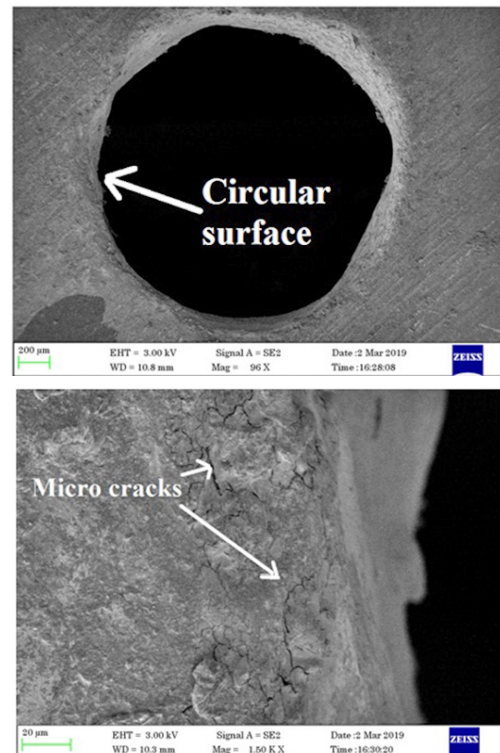 Circular
surface
200 µm
EHT = 3.00 kV Signal A = SE2 Date :2 Mar 2019
WD = 10.8 mm Mag = 96 X Time :16:28:08
ZEISS
Micro cracks
20 µm
EHT = 3.00 kV Signal A = SE2 Date :2 Mar 2019
WD = 10.3 mm Mag = 1.50 K X Time :16:30:20
ZEISS